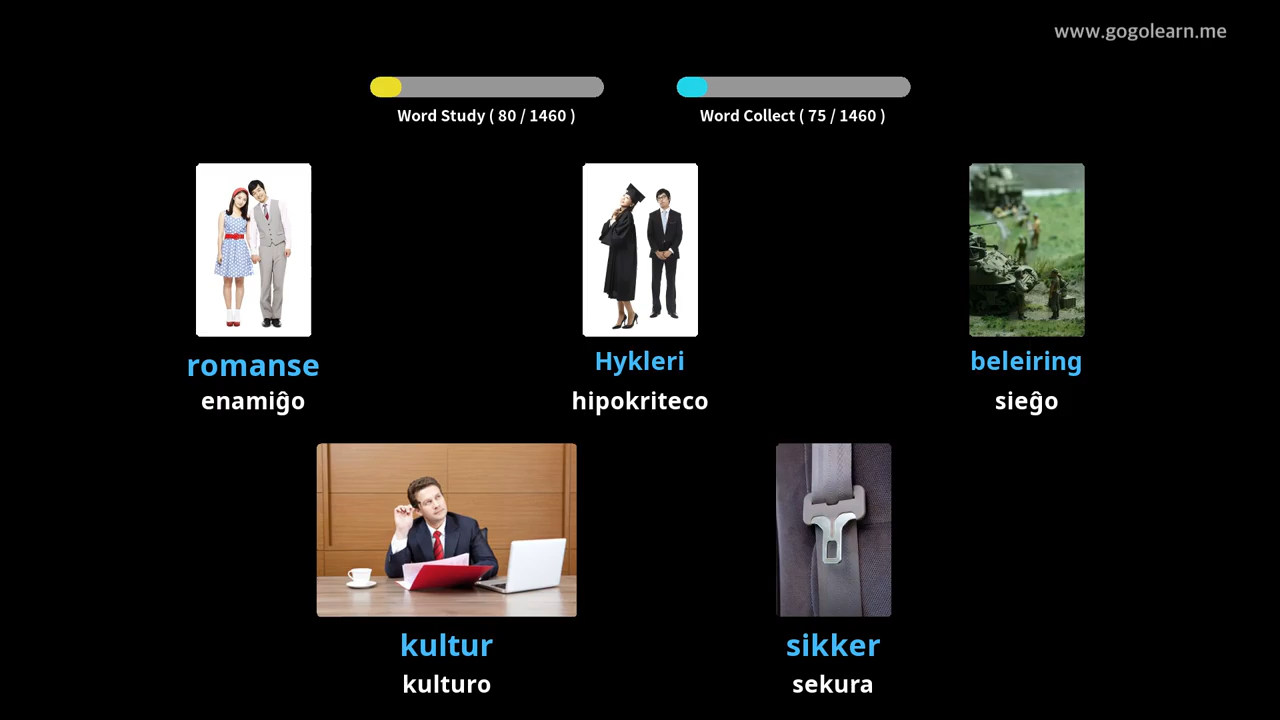 www.gogolearn.me
Word Study ( 80 / 1460 )
Word Collect ( 75 / 1460 )
romanse
enamiĝo
Hykleri
hipokriteco
beleiring
sieĝo
kultur
kulturo
sikker
sekura